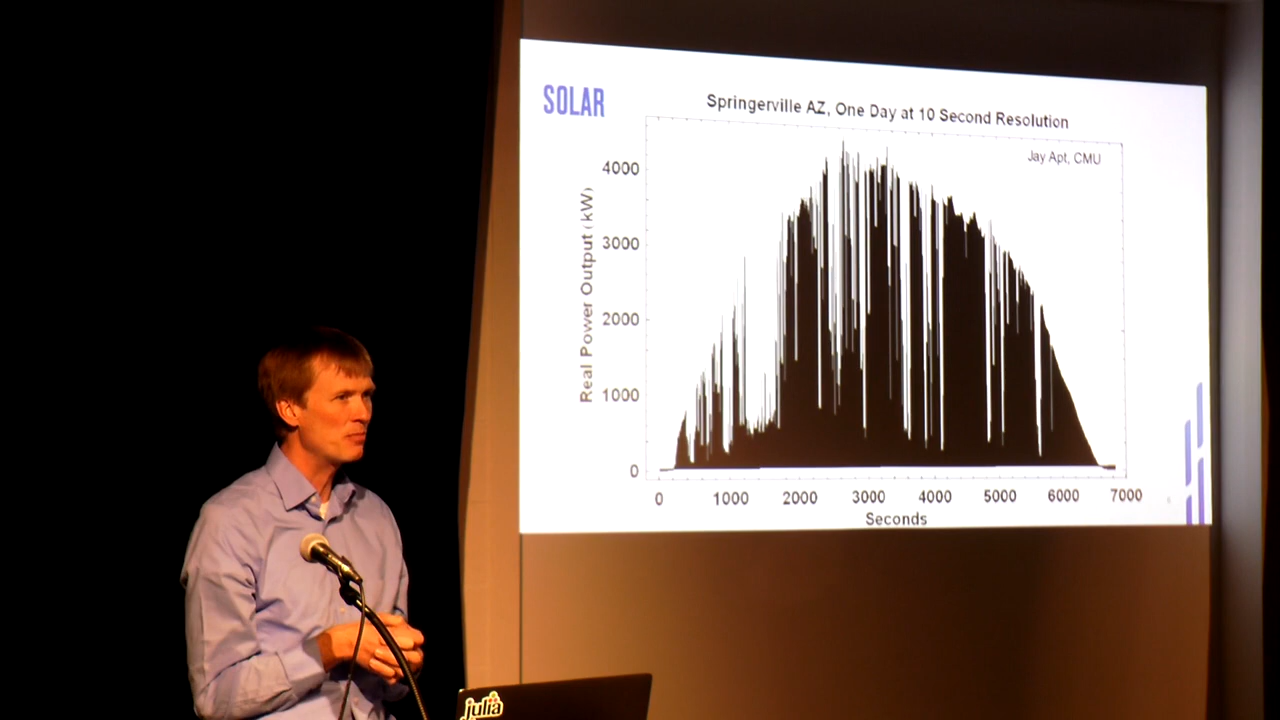 SOLAR
Springerville AZ, One Day at 10 Second Resolution
Jay Apt, CMU
Real Power Output (kW)
4000
3000
2000
1000
0
0 1000 2000 3000 4000 5000 6000 7000
Seconds
julia